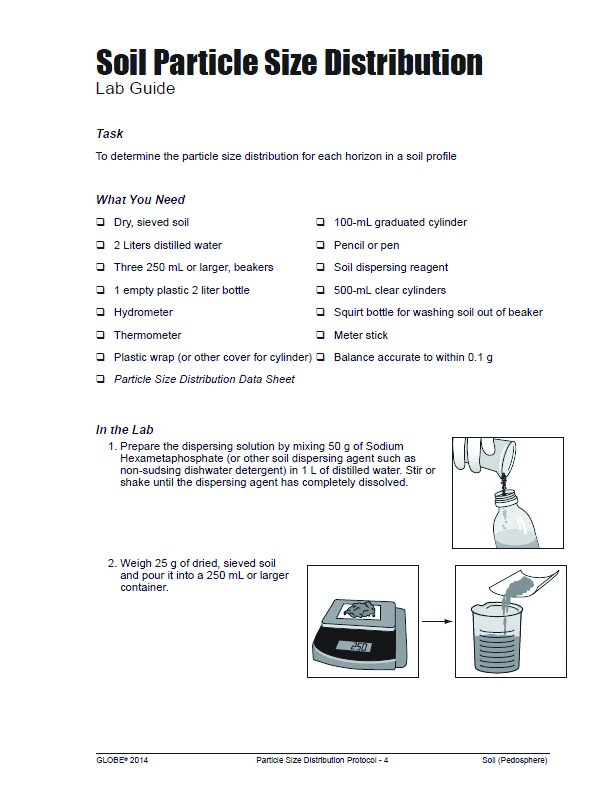 Soil Particle Size Distribution
Lab Guide
Task
To determine the particle size distribution for each horizon in a soil profile
What You Need
❑ Dry, sieved soil
❑ 2 Liters distilled water
❑ Three 250 mL or larger, beakers
❑ 1 empty plastic 2 liter bottle
❑ Hydrometer
❑ Thermometer
❑ Plastic wrap (or other cover for cylinder)
❑ Particle Size Distribution Data Sheet
❑ 100-mL graduated cylinder
❑ Pencil or pen
❑ Soil dispersing reagent
❑ 500-mL clear cylinders
❑ Squirt bottle for washing soil out of beaker
❑ Meter stick
❑ Balance accurate to within 0.1 g
In the Lab
1. Prepare the dispersing solution by mixing 50 g of Sodium
Hexametaphosphate (or other soil dispersing agent such as
non-sudsing dishwater detergent) in 1 L of distilled water. Stir or
shake until the dispersing agent has completely dissolved.
2. Weigh 25 g of dried, sieved soil
and pour it into a 250 mL or larger
container.
250
GLOBE® 2014
Particle Size Distribution Protocol - 4
Soil (Pedosphere)